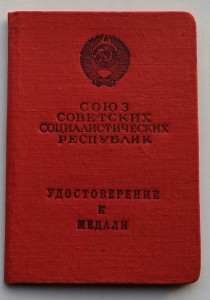 СОЮЗ
СОВЕТСКИХ
СОЦИАЛИСТИЧЕСКИХ
РЕСПУБЛИК
УДОСТОВЕРЕНИЕ
К
МЕДАЛИ